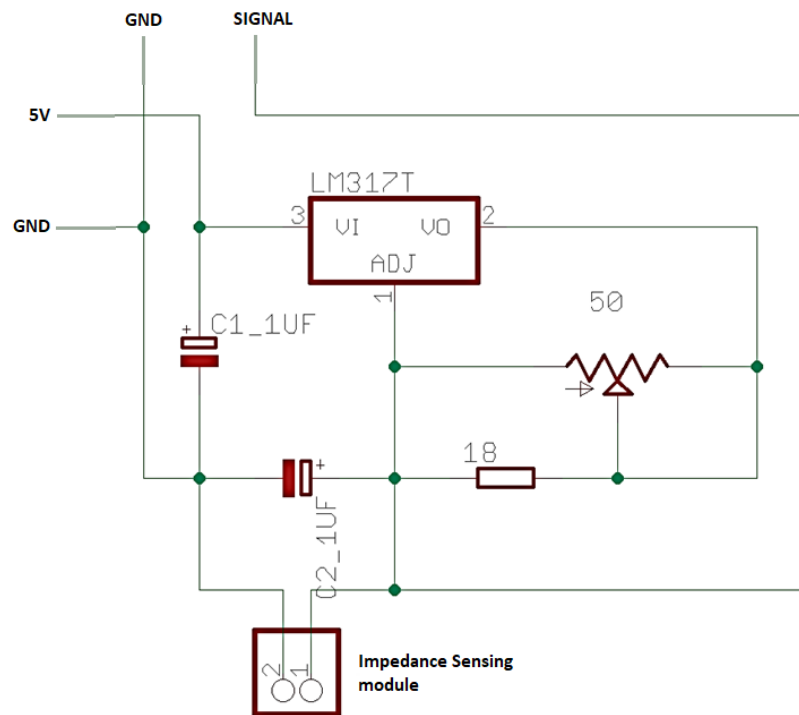 GND
SIGNAL
5V
LM317T
GND
3
VI
VO
2
ADJ
1
50
+
C1_1UF
18
+
C2_1UF
2
1
Impedance Sensing
module